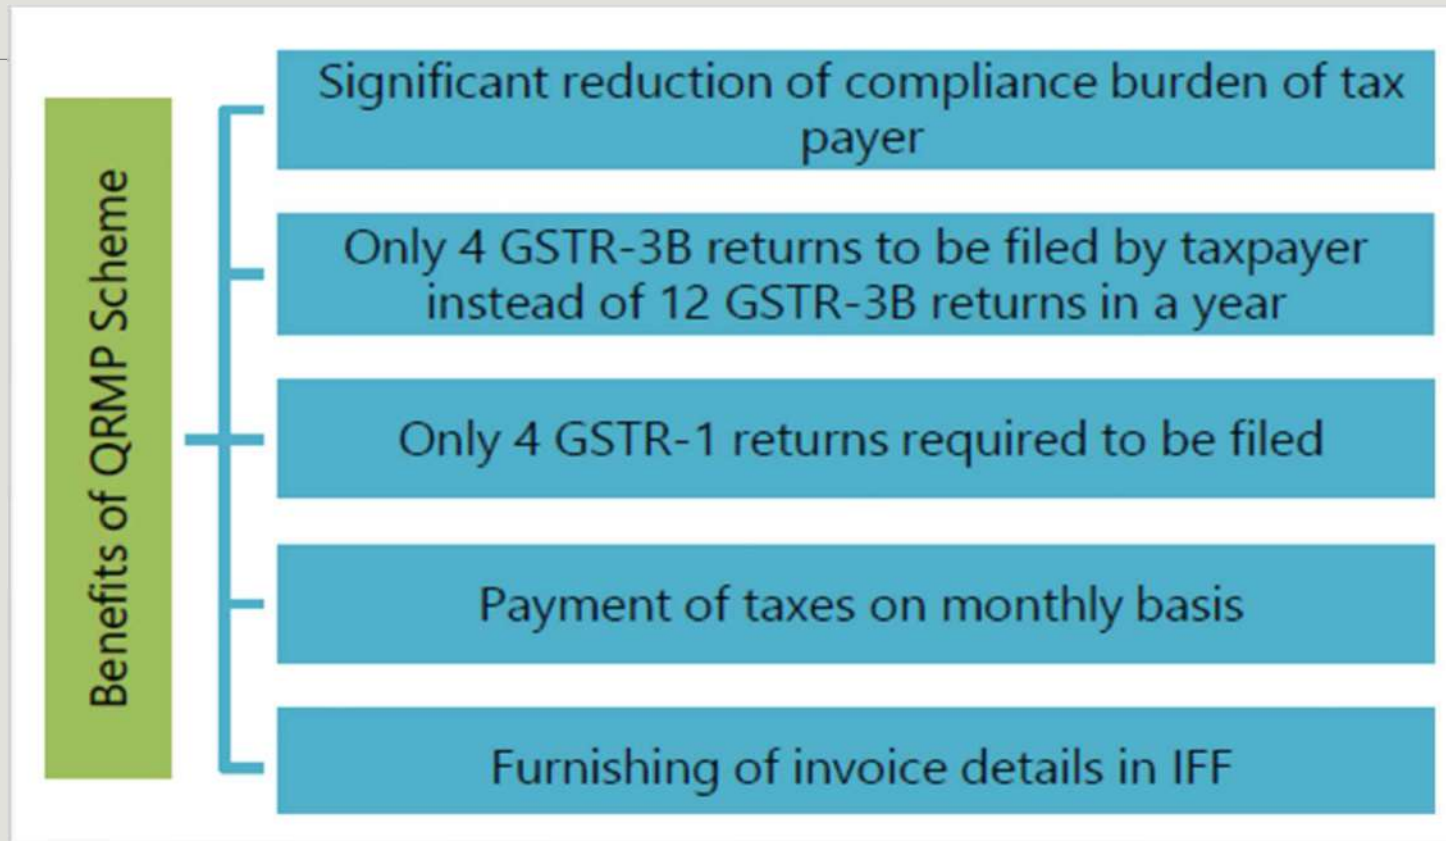 Benefits of QRMP Scheme
Significant reduction of compliance burden of tax
payer
Only 4 GSTR-3B returns to be filed by taxpayer
instead of 12 GSTR-3B returns in a year
Only 4 GSTR-1 returns required to be filed
Payment of taxes on monthly basis
Furnishing of invoice details in IFF